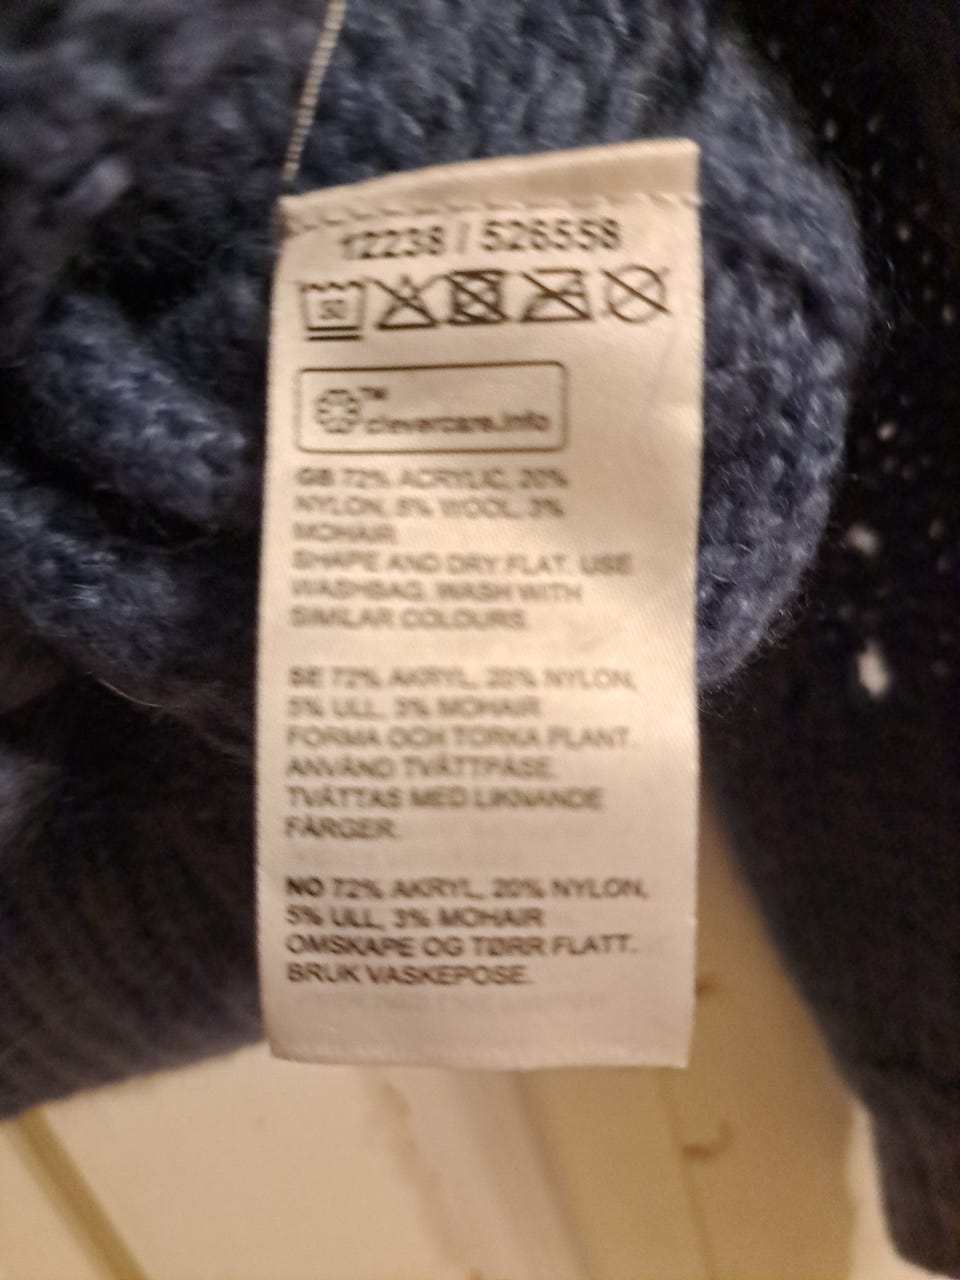 12238 / 526558
30
TM
clevercare.info
GB 72% ACRYLIC, 20%
NYLON, 5% WOOL, 3%
MOHAIR
SHAPE AND DRY FLAT. USE
WASHBAG. WASH WITH
SIMILAR COLOURS.
SE 72% AKRYL, 20% NYLON,
5% ULL, 3% MOHAIR
FORMA OCH TORKA PLANT.
ANVÄND TVÄTTPÅSE.
TVÄTTAS MED LIKNANDE
FÄRGER.
NO 72% AKRYL, 20% NYLON,
5% ULL, 3% MOHAIR
OMSKAPE OG TØRR FLATT.
BRUK VASKEPOSE.